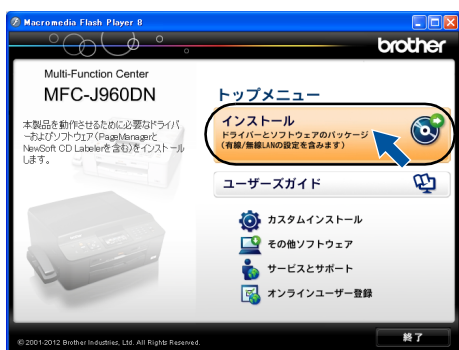 Macromedia Flash Player 8
brother
Multi-Function Center
MFC-J960DN
本製品を動作させるために必要なドライバ
ーおよびソフトウェア（PageManagerと
NewSoft CD Labelerを含む）をインストール
します。
トップメニュー
インストール
ドライバーとソフトウェアのパッケージ
（有線/無線LANの設定を含みます）
ユーザーズガイド
カスタムインストール
その他ソフトウェア
サービスとサポート
オンラインユーザー登録
© 2001-2012 Brother Industries, Ltd. All Rights Reserved.
終了